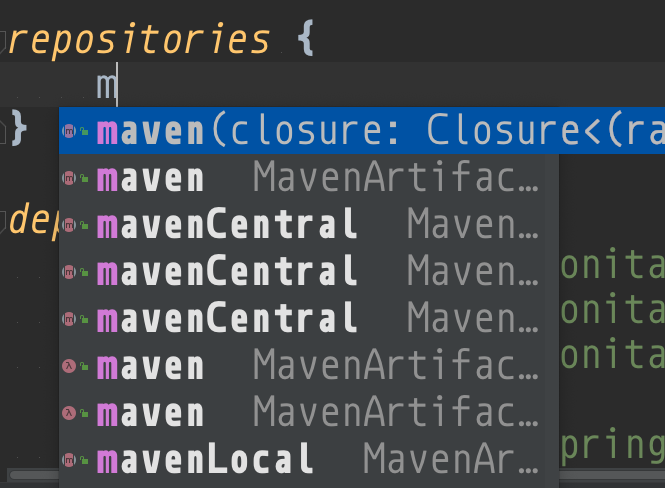 repositories {
m
}
maven(closure: Closure<(ra
maven MavenArtifac…
dep
mavenCentral Maven…
mavenCentral Maven…
onita
mavenCentral Maven…
onita
maven MavenArtifac…
onita
maven MavenArtifac…
mavenLocal MavenAr…
pring